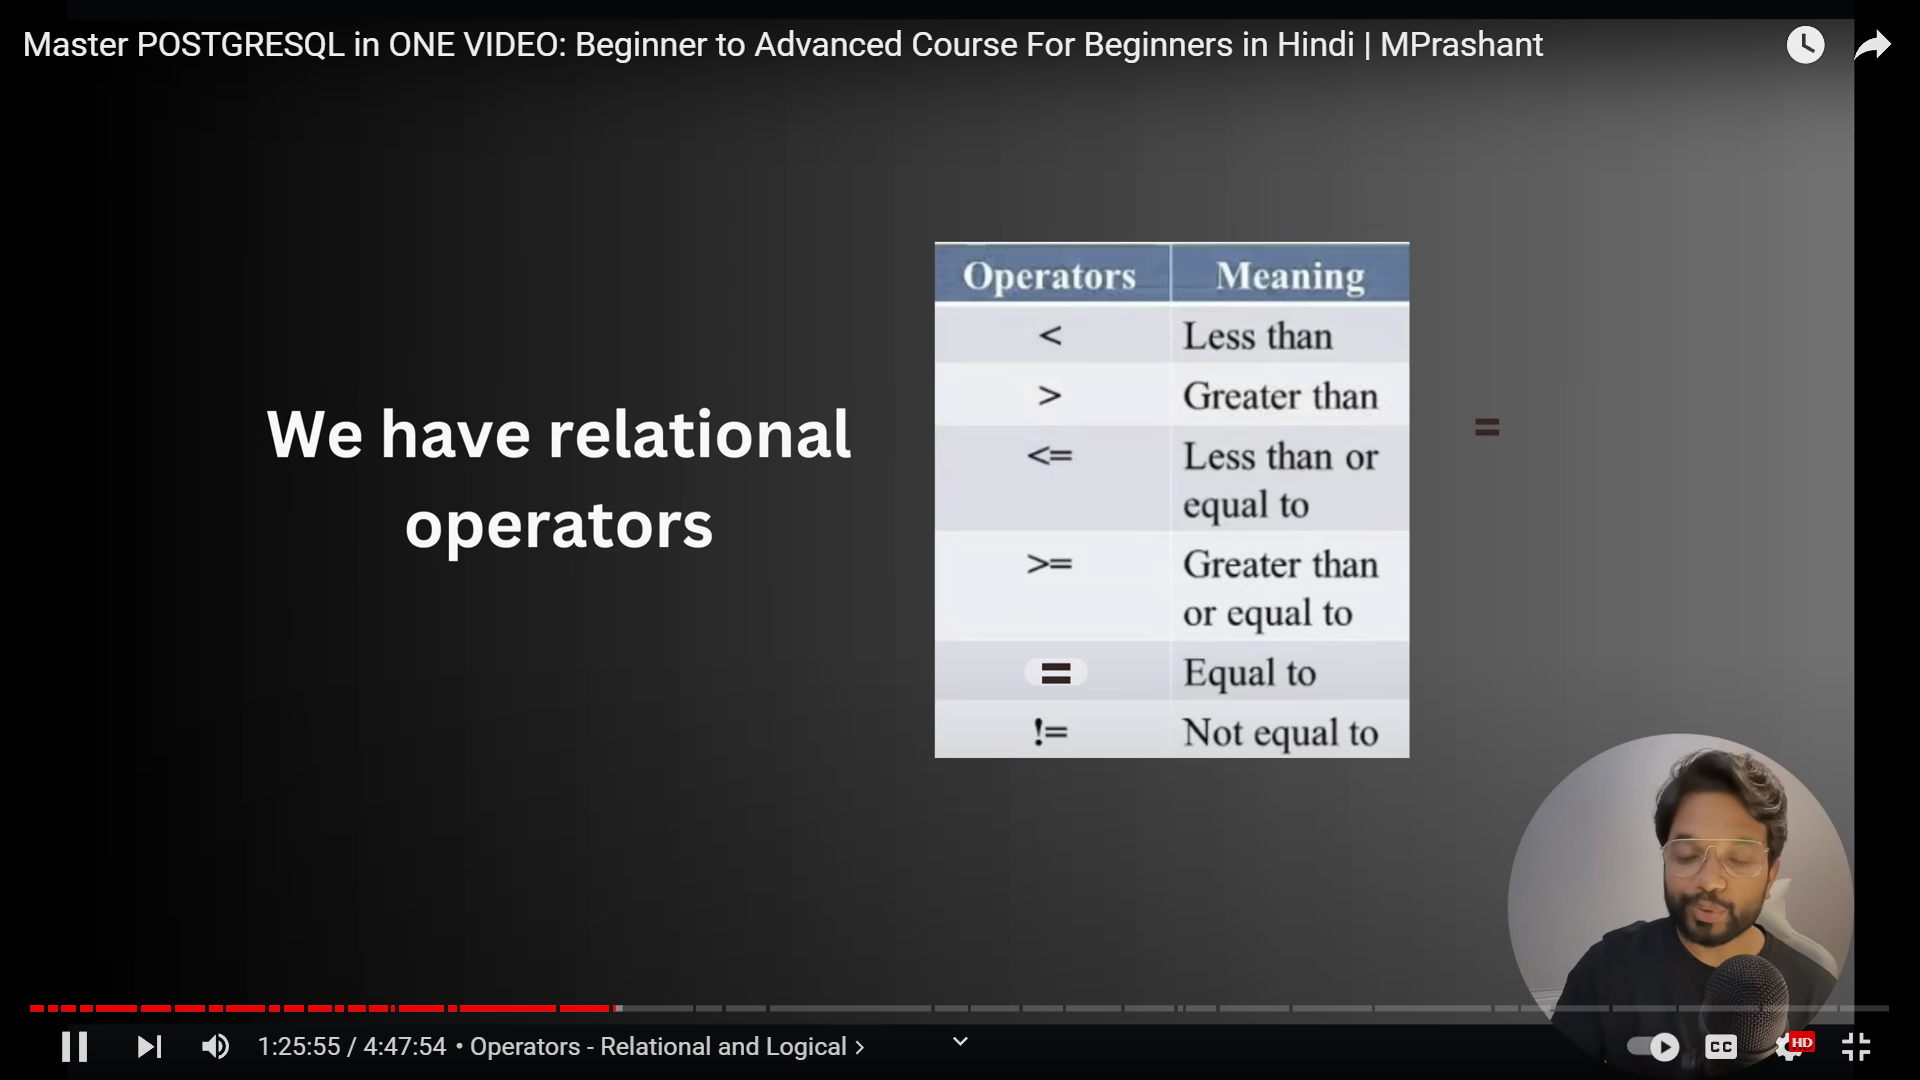 Master POSTGRESQL in ONE VIDEO: Beginner to Advanced Course For Beginners in Hindi | MPrashant
We have relational
operators
Operators Meaning
< Less than
> Greater than
<= Less than or
equal to
>= Greater than
or equal to
= Equal to
!= Not equal to
=
1:25:55 / 4:47:54 • Operators - Relational and Logical >
CC
HD